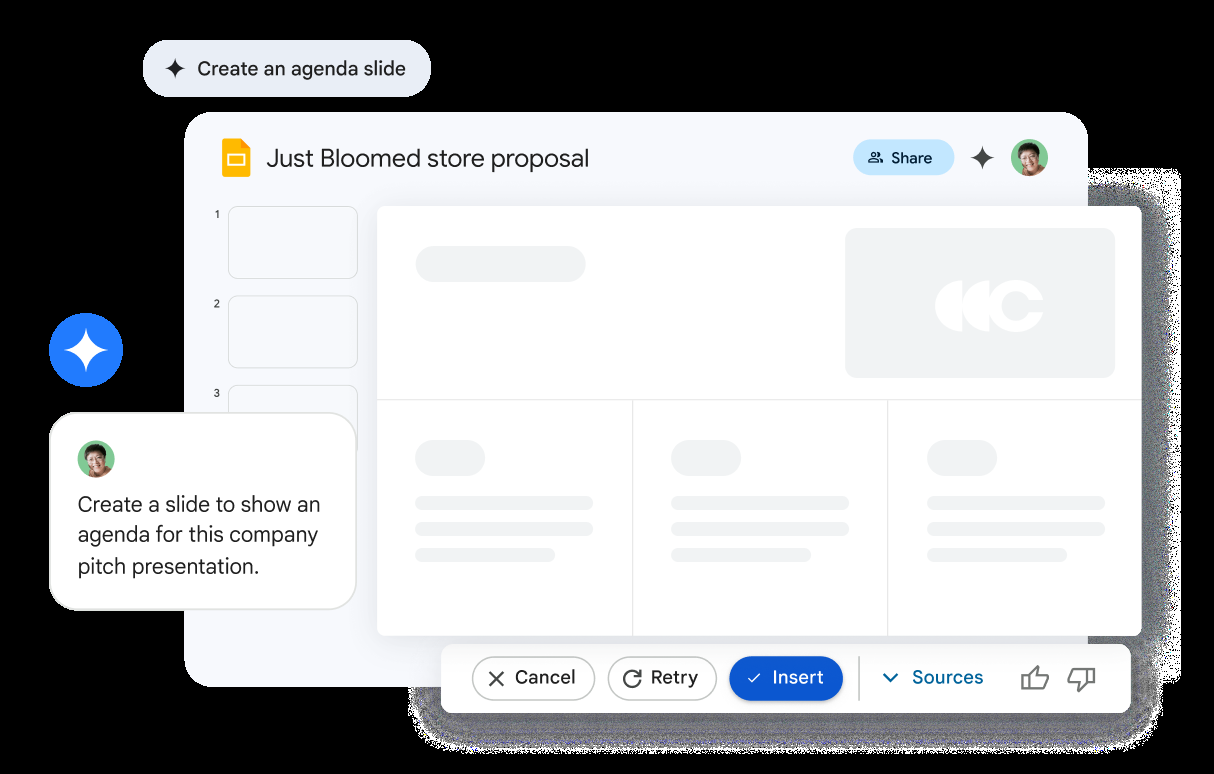 Create an agenda slide
Just Bloomed store proposal
Share
1
2
3
Create a slide to show an
agenda for this company
pitch presentation.
Cancel
Retry
Insert
Sources